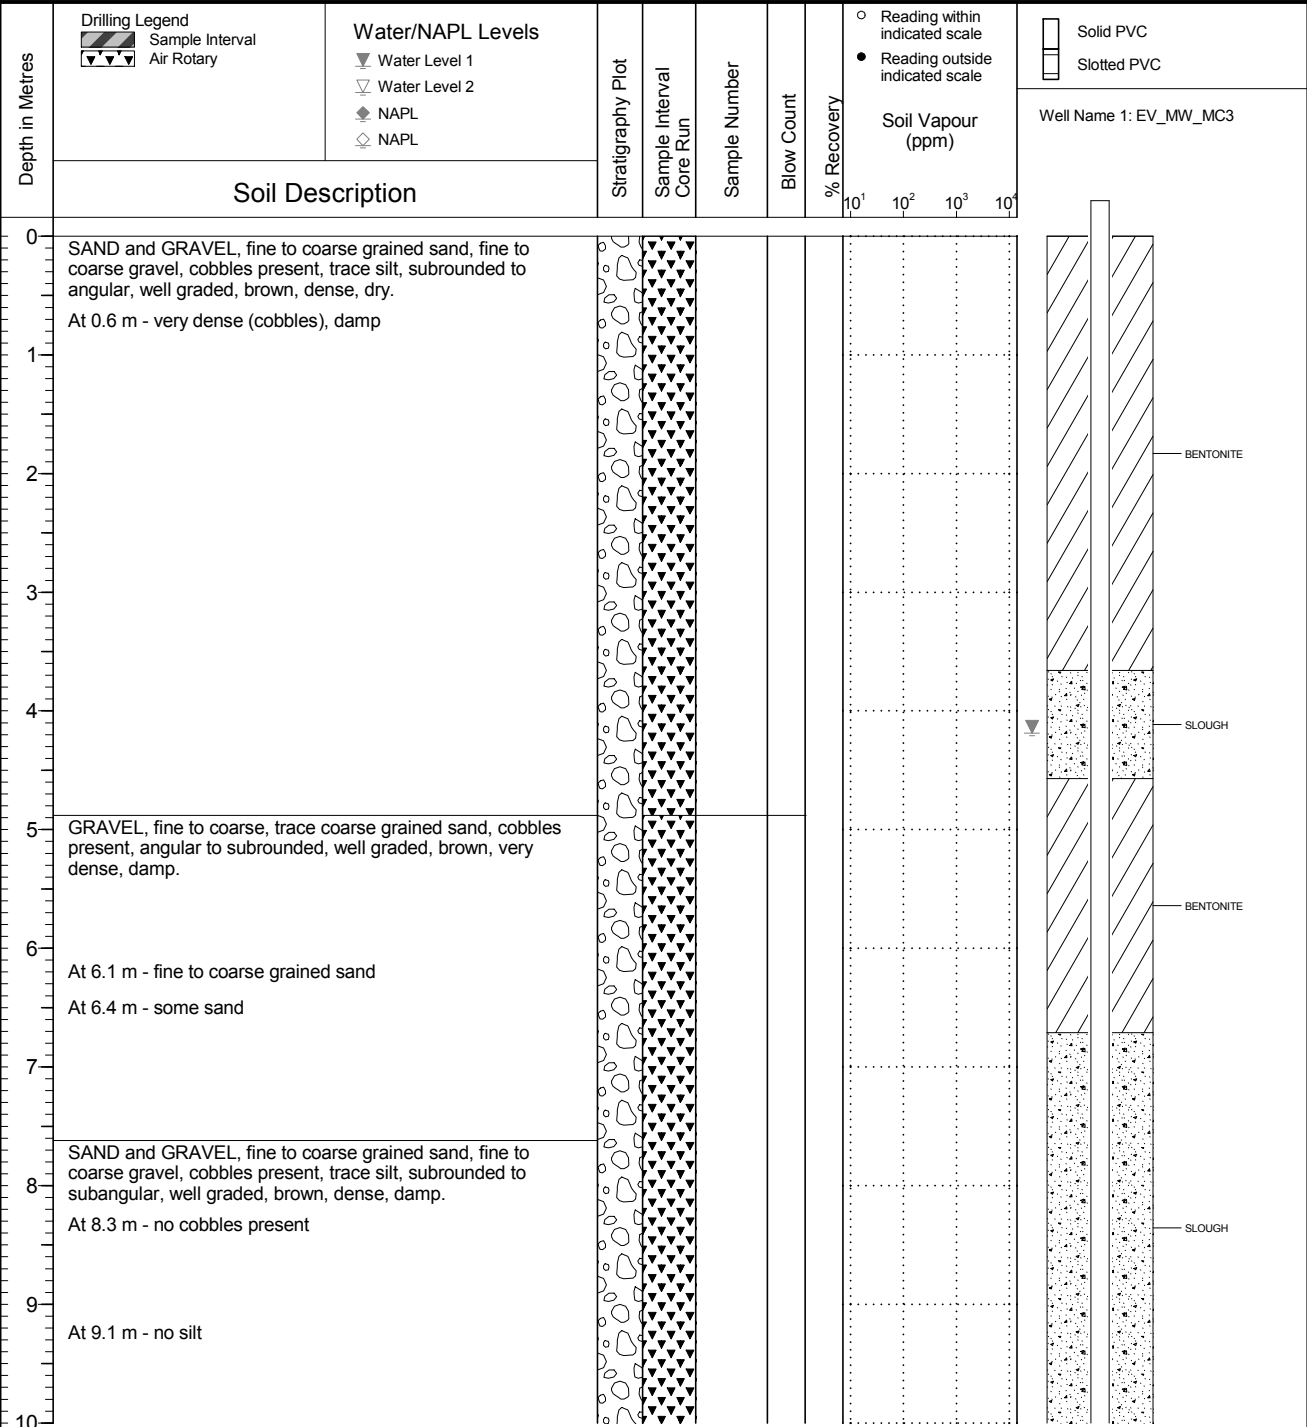 Depth in Metres
Drilling Legend
Sample Interval
Air Rotary
Water/NAPL Levels
Water Level 1
Water Level 2
NAPL
NAPL
Soil Description
Stratigraphy Plot
Sample Interval
Core Run
Sample Number
Blow Count
% Recovery
Reading within
indicated scale
Reading outside
indicated scale
Soil Vapour
(ppm)
10¹ 10² 10³ 10⁴
Solid PVC
Slotted PVC
Well Name 1: EV_MW_MC3
0
SAND and GRAVEL, fine to coarse grained sand, fine to
coarse gravel, cobbles present, trace silt, subrounded to
angular, well graded, brown, dense, dry.
At 0.6 m - very dense (cobbles), damp
1
BENTONITE
2
3
4
SLOUGH
5
GRAVEL, fine to coarse, trace coarse grained sand, cobbles
present, angular to subrounded, well graded, brown, very
dense, damp.
BENTONITE
6
At 6.1 m - fine to coarse grained sand
At 6.4 m - some sand
7
SAND and GRAVEL, fine to coarse grained sand, fine to
coarse gravel, cobbles present, trace silt, subrounded to
subangular, well graded, brown, dense, damp.
8
At 8.3 m - no cobbles present
SLOUGH
9
At 9.1 m - no silt
10